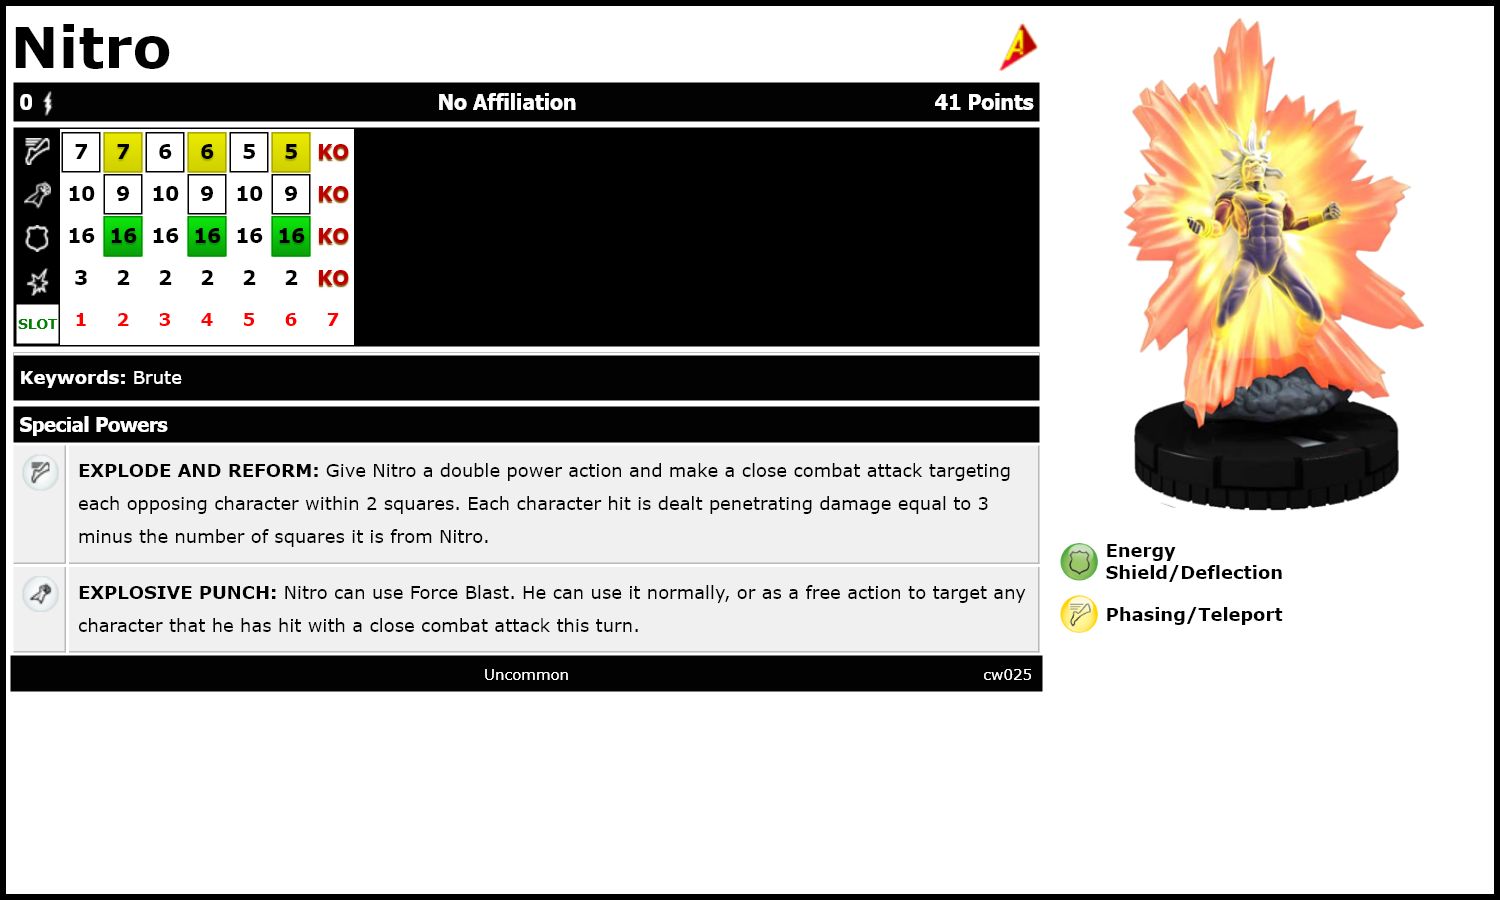 Nitro
A
0 No Affiliation 41 Points
7 7 6 6 5 5 KO
10 9 10 9 10 9 KO
16 16 16 16 16 16 KO
3 2 2 2 2 2 KO
SLOT 1 2 3 4 5 6 7
Keywords: Brute
Special Powers
EXPLODE AND REFORM: Give Nitro a double power action and make a close combat attack targeting
each opposing character within 2 squares. Each character hit is dealt penetrating damage equal to 3
minus the number of squares it is from Nitro.
EXPLOSIVE PUNCH: Nitro can use Force Blast. He can use it normally, or as a free action to target any
character that he has hit with a close combat attack this turn.
Uncommon cw025
Energy
Shield/Deflection
Phasing/Teleport